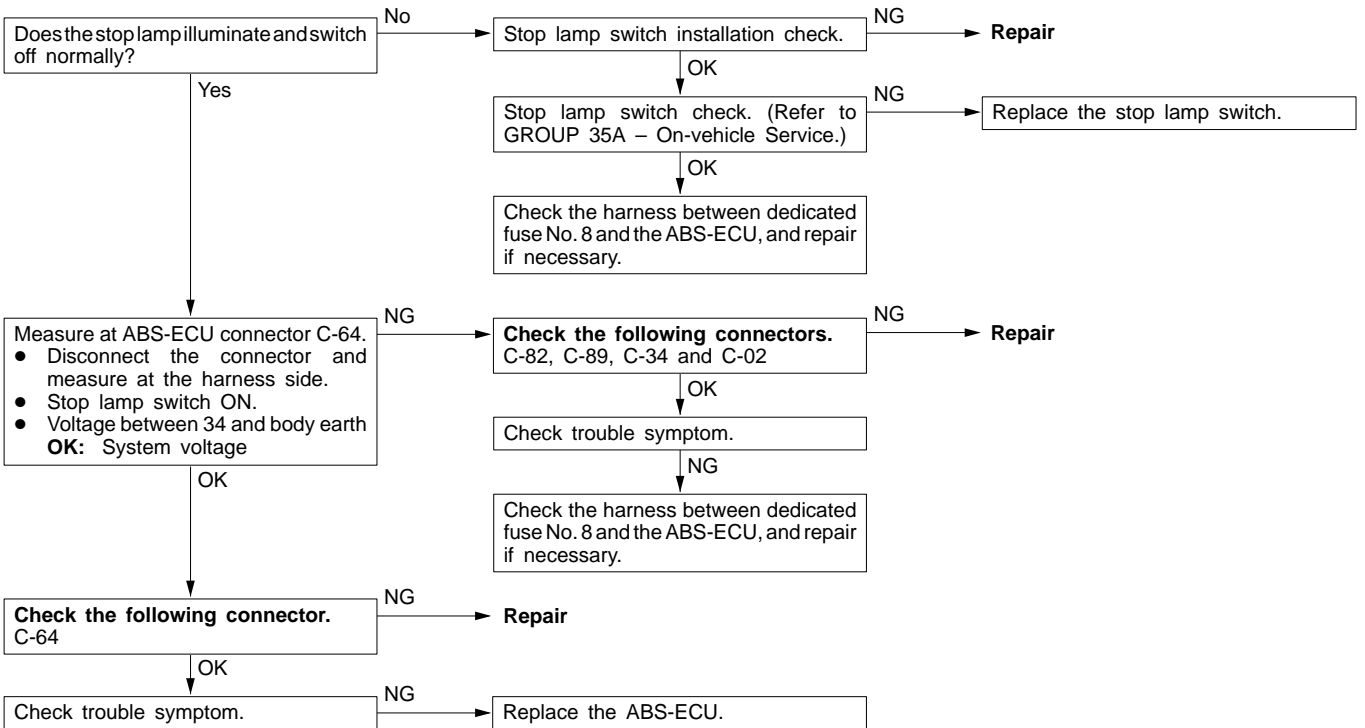 Does the stop lamp illuminate and switch
off normally?
No
Stop lamp switch installation check.
NG
Repair
OK
Yes
Stop lamp switch check. (Refer to
GROUP 35A – On-vehicle Service.)
NG
Replace the stop lamp switch.
OK
Check the harness between dedicated
fuse No. 8 and the ABS-ECU, and repair
if necessary.
Measure at ABS-ECU connector C-64.
● Disconnect the connector and
measure at the harness side.
● Stop lamp switch ON.
● Voltage between 34 and body earth
OK: System voltage
NG
Check the following connectors.
C-82, C-89, C-34 and C-02
NG
Repair
OK
Check trouble symptom.
NG
Check the harness between dedicated
fuse No. 8 and the ABS-ECU, and repair
if necessary.
OK
Check the following connector.
C-64
NG
Repair
OK
Check trouble symptom.
NG
Replace the ABS-ECU.